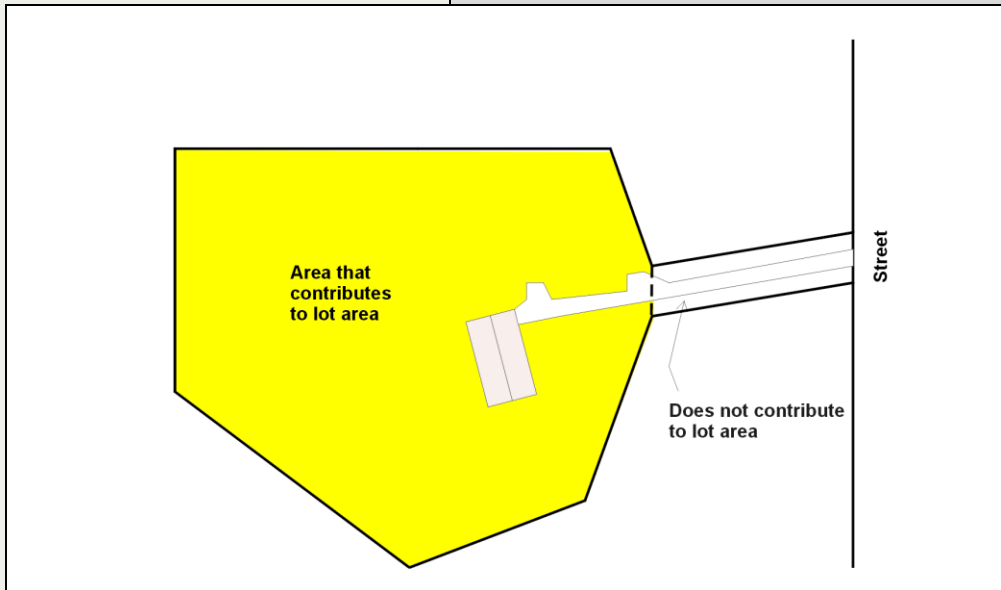 Area that
contributes
to lot area
Street
Does not contribute
to lot area